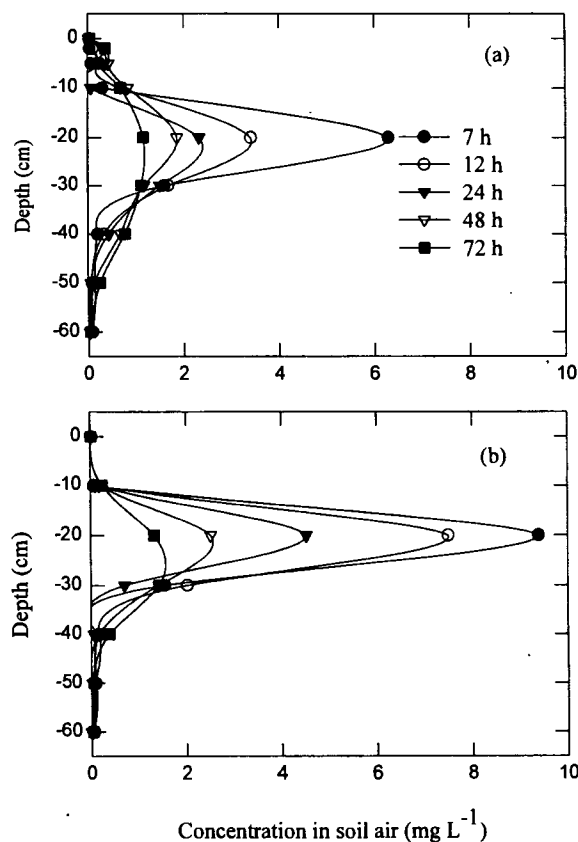 0
-10
-20
-30
-40
-50
-60
Depth (cm)
(a)
7 h
12 h
24 h
48 h
72 h
0 2 4 6 8 10
0
-10
-20
-30
-40
-50
-60
Depth (cm)
(b)
0 2 4 6 8 10
Concentration in soil air (mg L⁻¹)